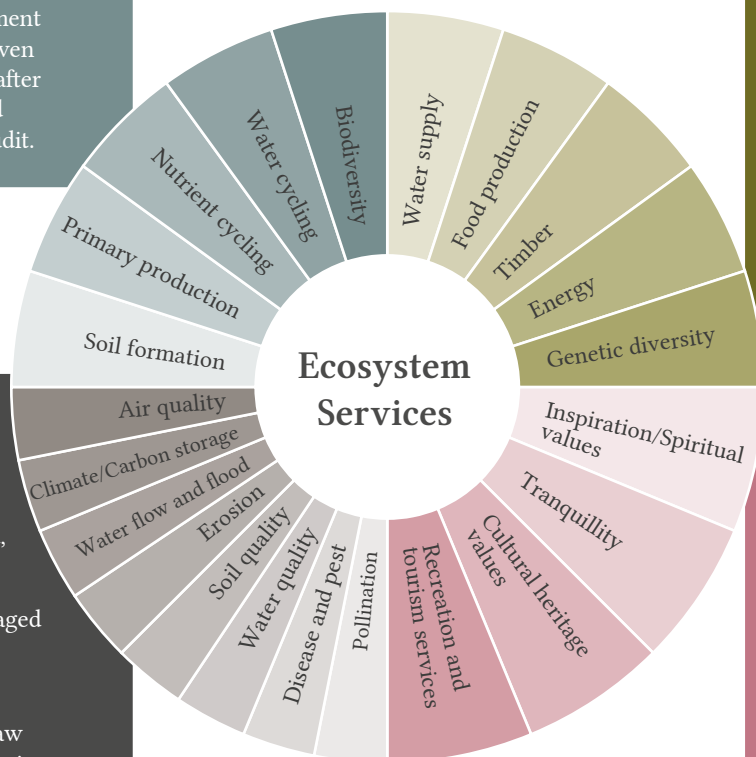 ment
ven
after
d
dit.
Biodiversity
Water cycling
Nutrient cycling
Primary production
Soil formation
Water supply
Food production
Timber
Energy
Genetic diversity
Ecosystem
Services
Air quality
Climate/Carbon storage
Water flow and flood
Erosion
Soil quality
Water quality
Disease and pest
Pollination
Inspiration/Spiritual
values
Tranquillity
Cultural heritage
values
Recreation and
tourism services
,
aged
aw